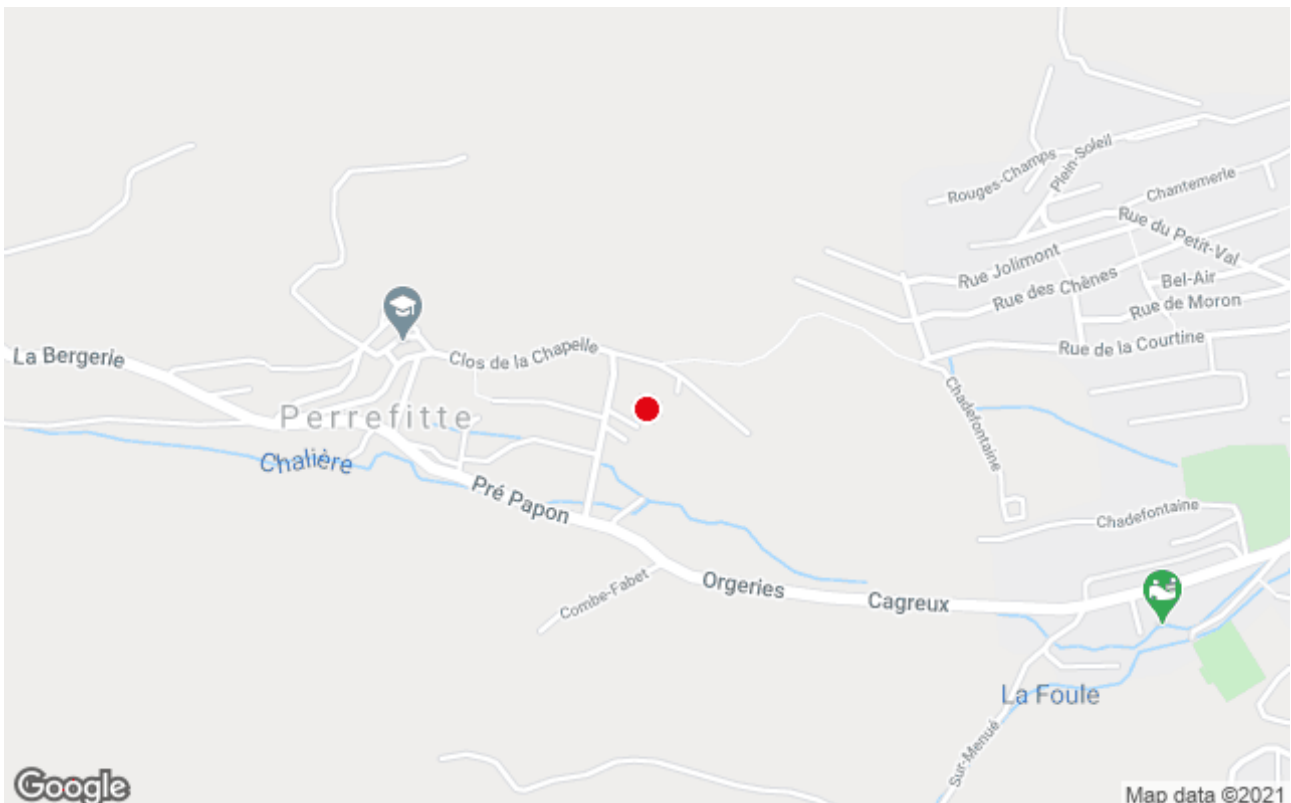 Rouges-Champs
Plein-Soleil
Chantemerle
Rue du Petit-Val
Rue Jolimont
Rue des Chênes
Bel-Air
Rue de Moron
Rue de la Courtine
La Bergerie
Clos de la Chapelle
Perrefitte
Chalière
Chadefontaine
Pré Papon
Chadefontaine
Combe-Fabet
Orgeries
Cagreux
La Foule
Sur-Menué
Google
Map data ©2021